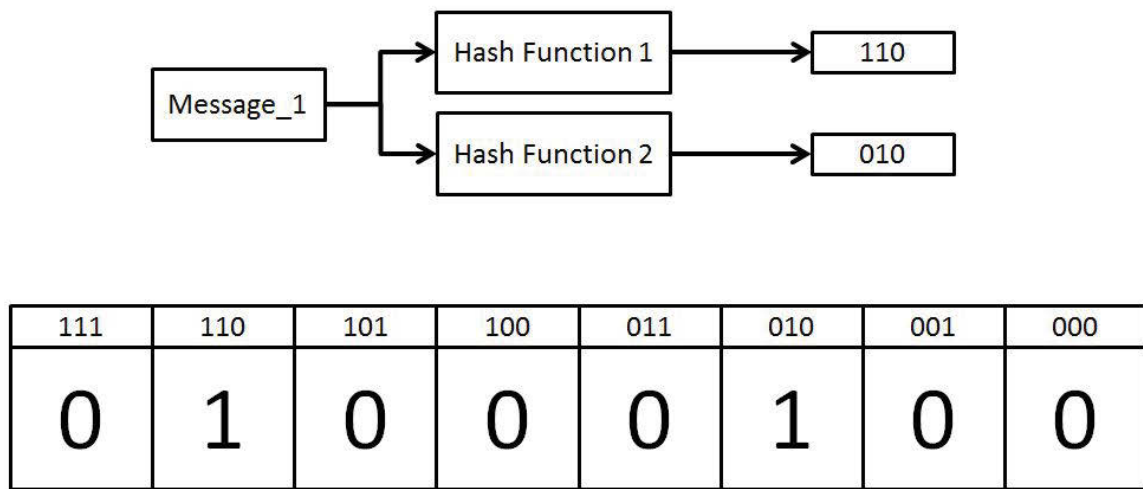 Hash Function 1
110
Message_1
Hash Function 2
010
111 110 101 100 011 010 001 000
0 1 0 0 0 1 0 0